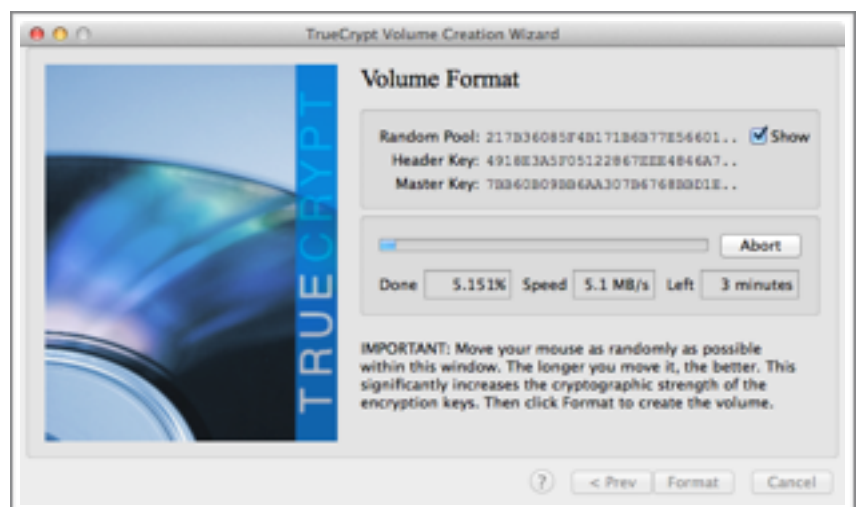 TrueCrypt Volume Creation Wizard
TRUECRYPT
Volume Format
Random Pool: 217B36085F4B171B6B77E56601.. Show
Header Key: 4918E3A5F05122867EEE4846A7..
Master Key: 7BB60B09BB6AA307B6768BBD1E..
Abort
Done 5.151% Speed 5.1 MB/s Left 3 minutes
IMPORTANT: Move your mouse as randomly as possible
within this window. The longer you move it, the better. This
significantly increases the cryptographic strength of the
encryption keys. Then click Format to create the volume.
? < Prev Format Cancel